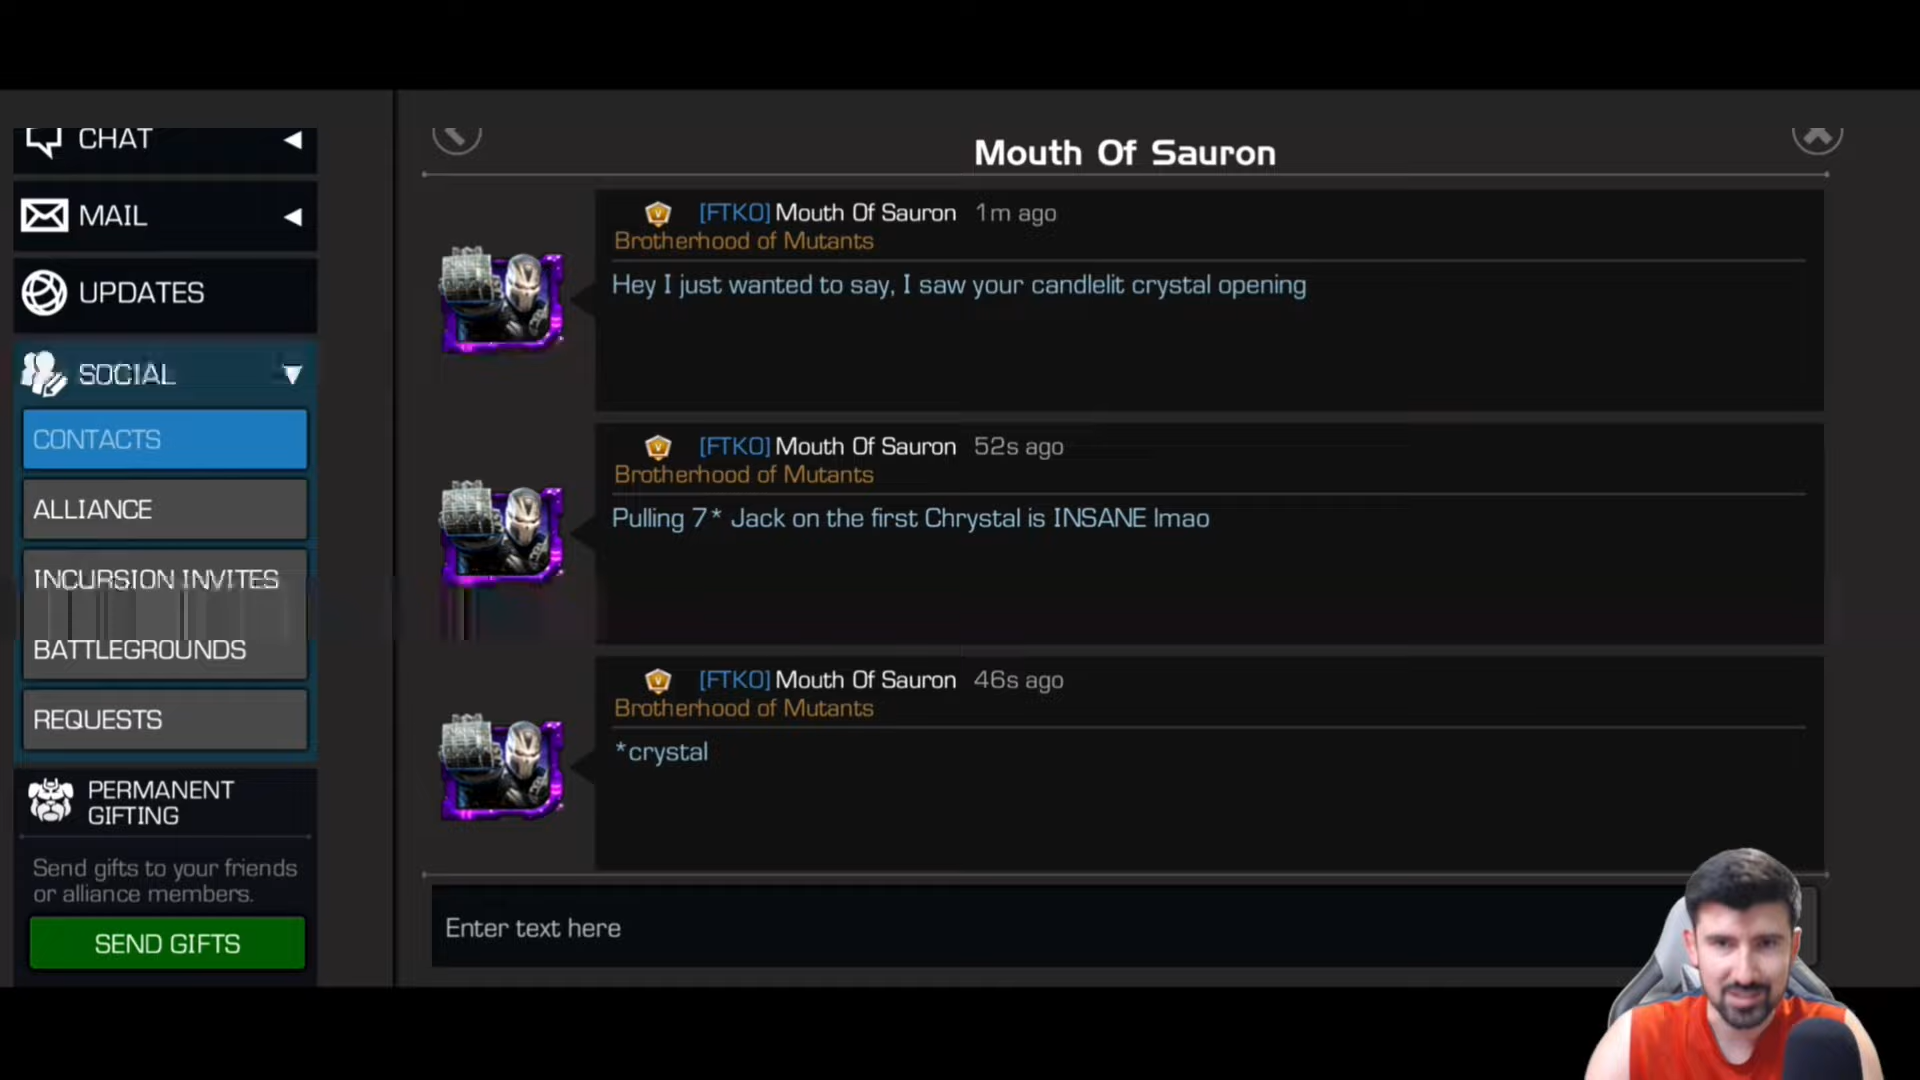 CHAT
MAIL
UPDATES
SOCIAL
CONTACTS
ALLIANCE
INCURSION INVITES
BATTLEGROUNDS
REQUESTS
PERMANENT
GIFTING
Send gifts to your friends
or alliance members.
SEND GIFTS
Mouth Of Sauron
[FTKO] Mouth Of Sauron 1m ago
Brotherhood of Mutants
Hey I just wanted to say, I saw your candlelit crystal opening
[FTKO] Mouth Of Sauron 52s ago
Brotherhood of Mutants
Pulling 7* Jack on the first Chrystal is INSANE lmao
[FTKO] Mouth Of Sauron 46s ago
Brotherhood of Mutants
*crystal
Enter text here